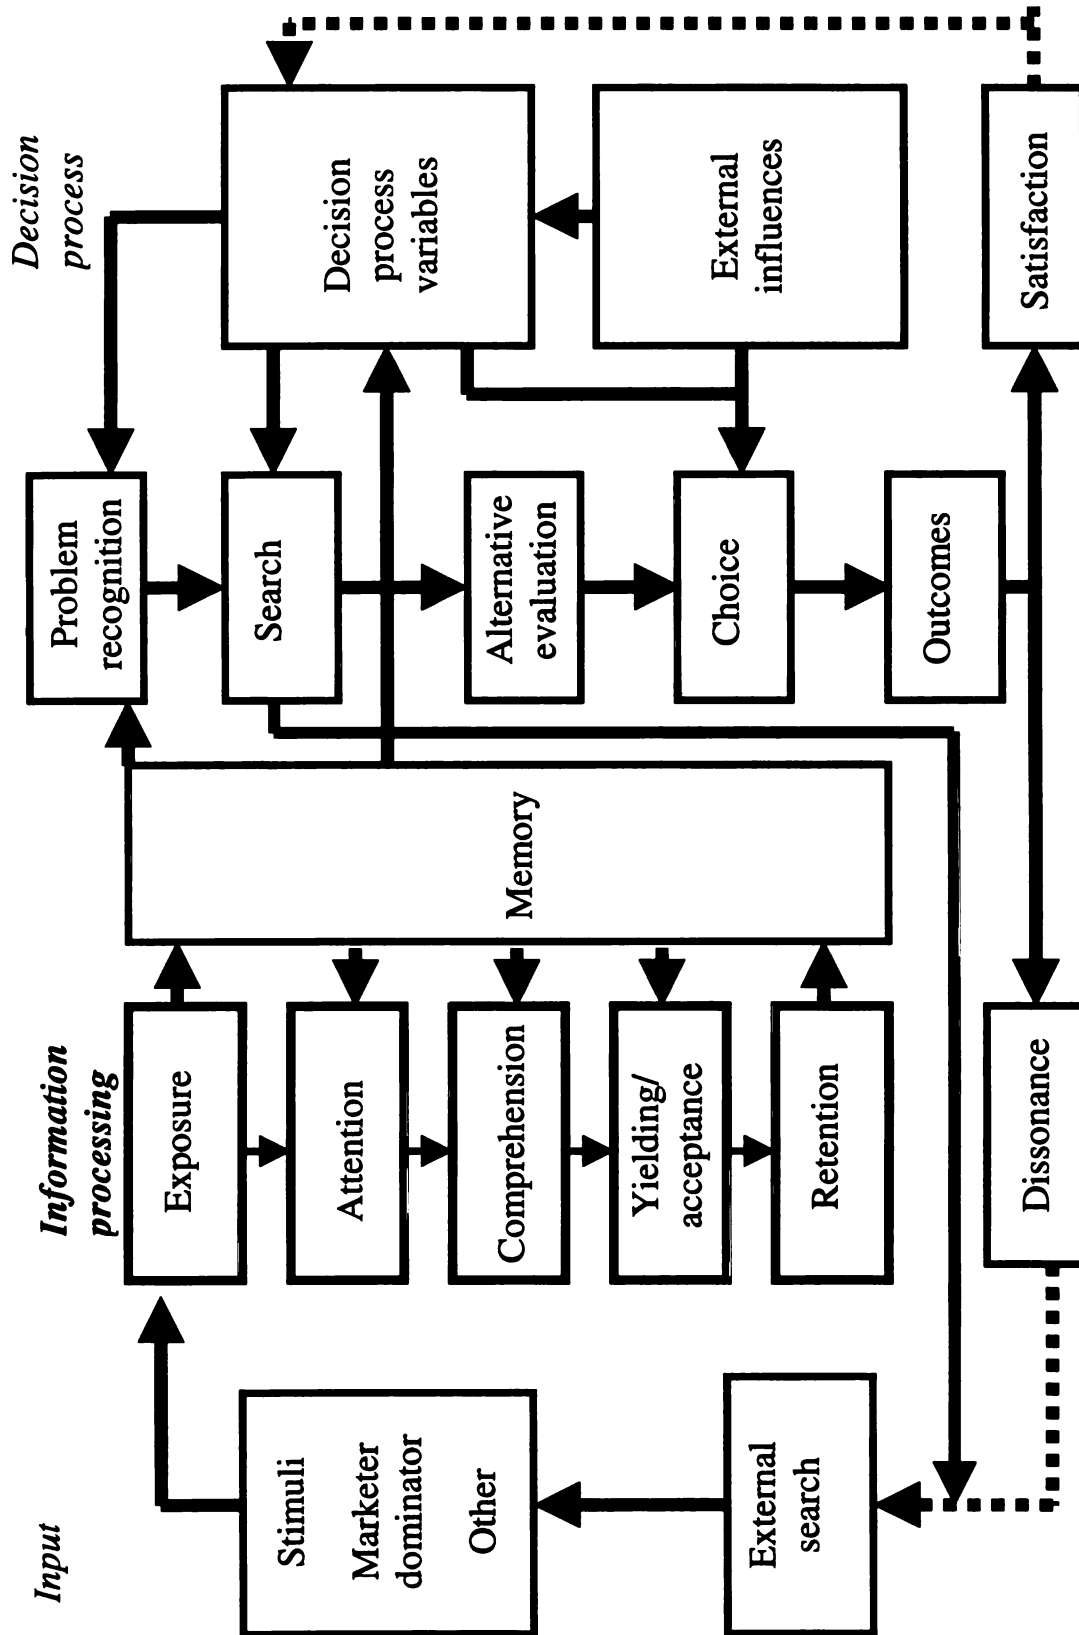 Input
Information
processing
Decision
process
Stimuli
Marketer
dominator
Other
External
search
Exposure
Attention
Comprehension
Yielding/
acceptance
Retention
Memory
Problem
recognition
Search
Alternative
evaluation
Choice
Outcomes
Decision
process
variables
External
influences
Dissonance
Satisfaction